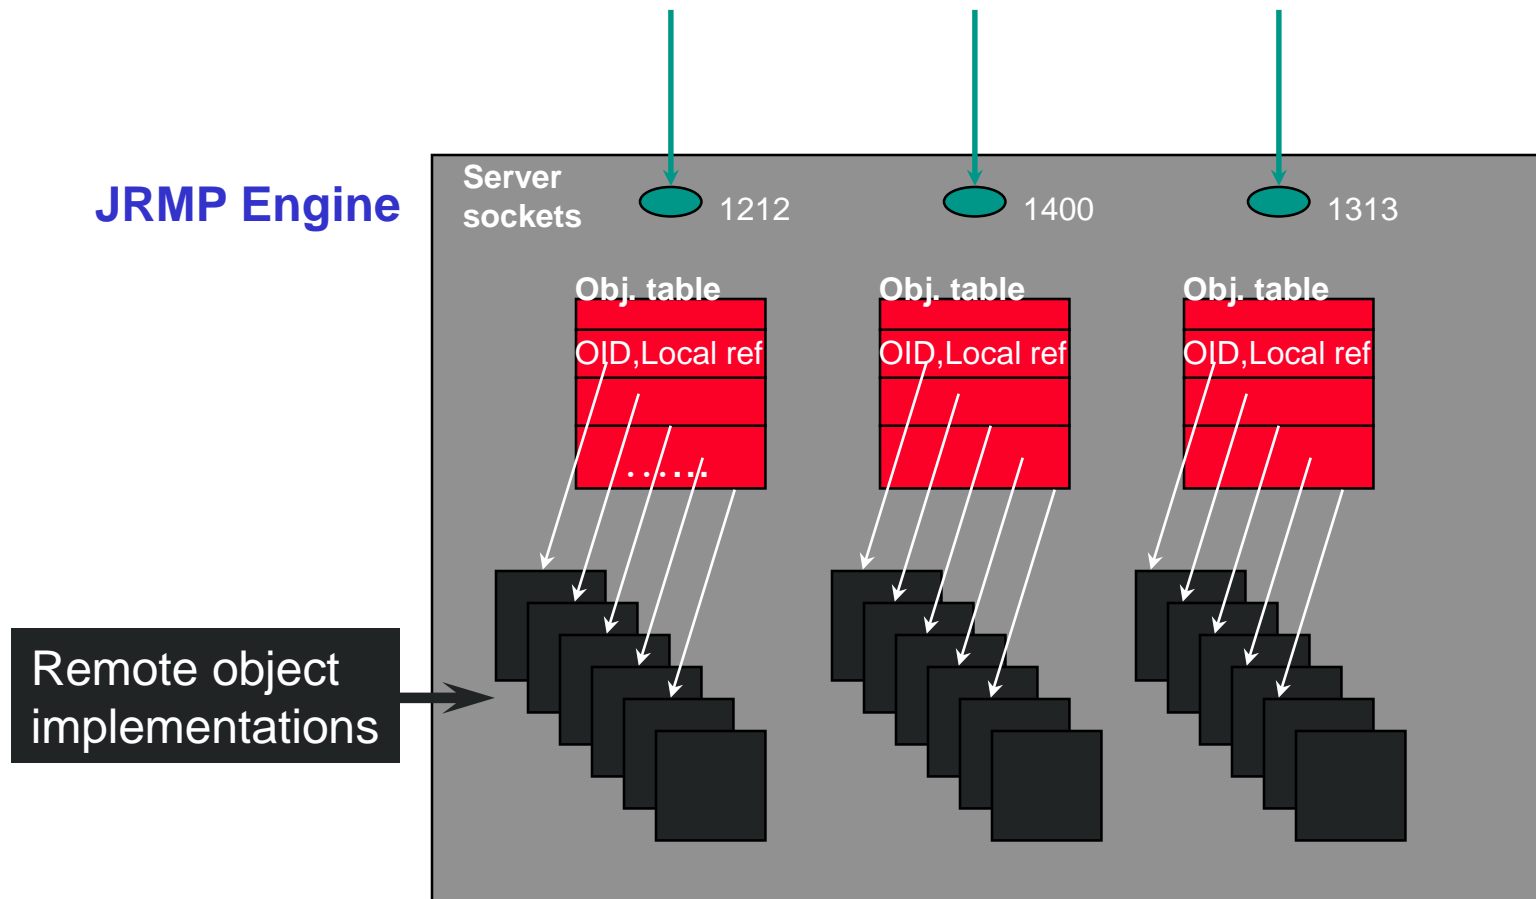 JRMP Engine
Server
sockets
1212
1400
1313
Obj. table
Obj. table
Obj. table
OID,Local ref
OID,Local ref
OID,Local ref
……
Remote object
implementations